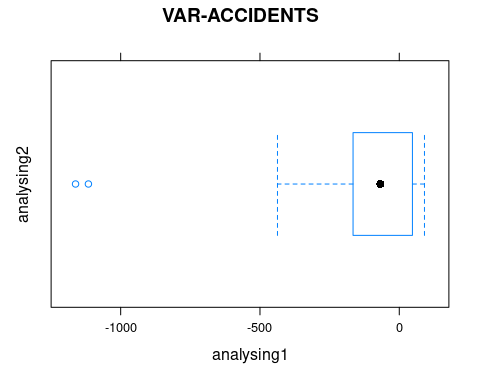 VAR-ACCIDENTS
analysing2
-1000
-500
0
analysing1